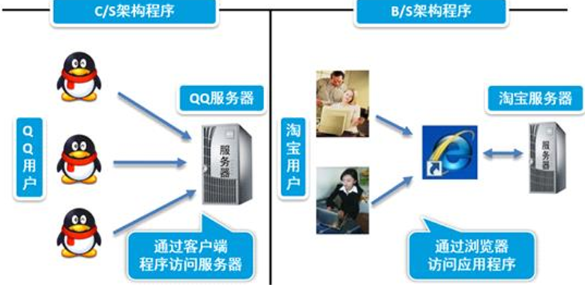 C/S架构程序
QQ用户
QQ服务器
服务器
通过客户端
程序访问服务器
B/S架构程序
淘宝用户
淘宝服务器
服务器
通过浏览器
访问应用程序